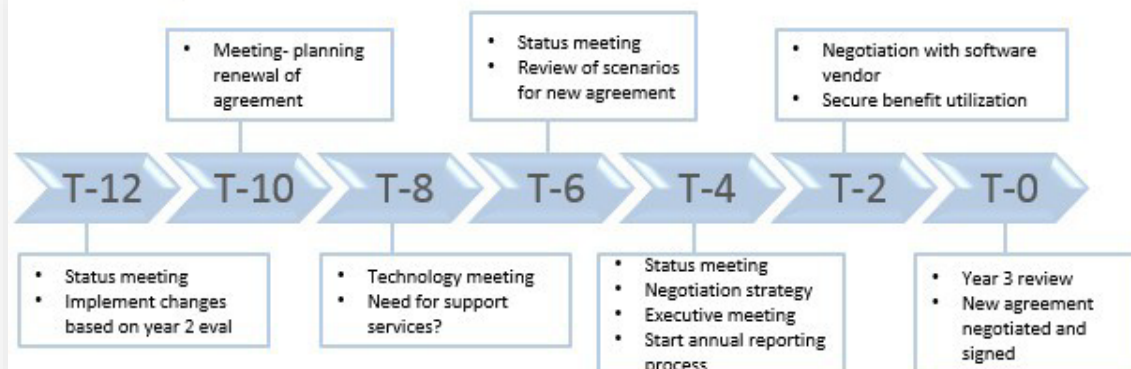 • Meeting- planning
renewal of
agreement
• Status meeting
• Review of scenarios
for new agreement
• Negotiation with software
vendor
• Secure benefit utilization
T-12
T-10
T-8
T-6
T-4
T-2
T-0
• Status meeting
• Implement changes
based on year 2 eval
• Technology meeting
• Need for support
services?
• Status meeting
• Negotiation strategy
• Executive meeting
• Start annual reporting
process
• Year 3 review
• New agreement
negotiated and
signed